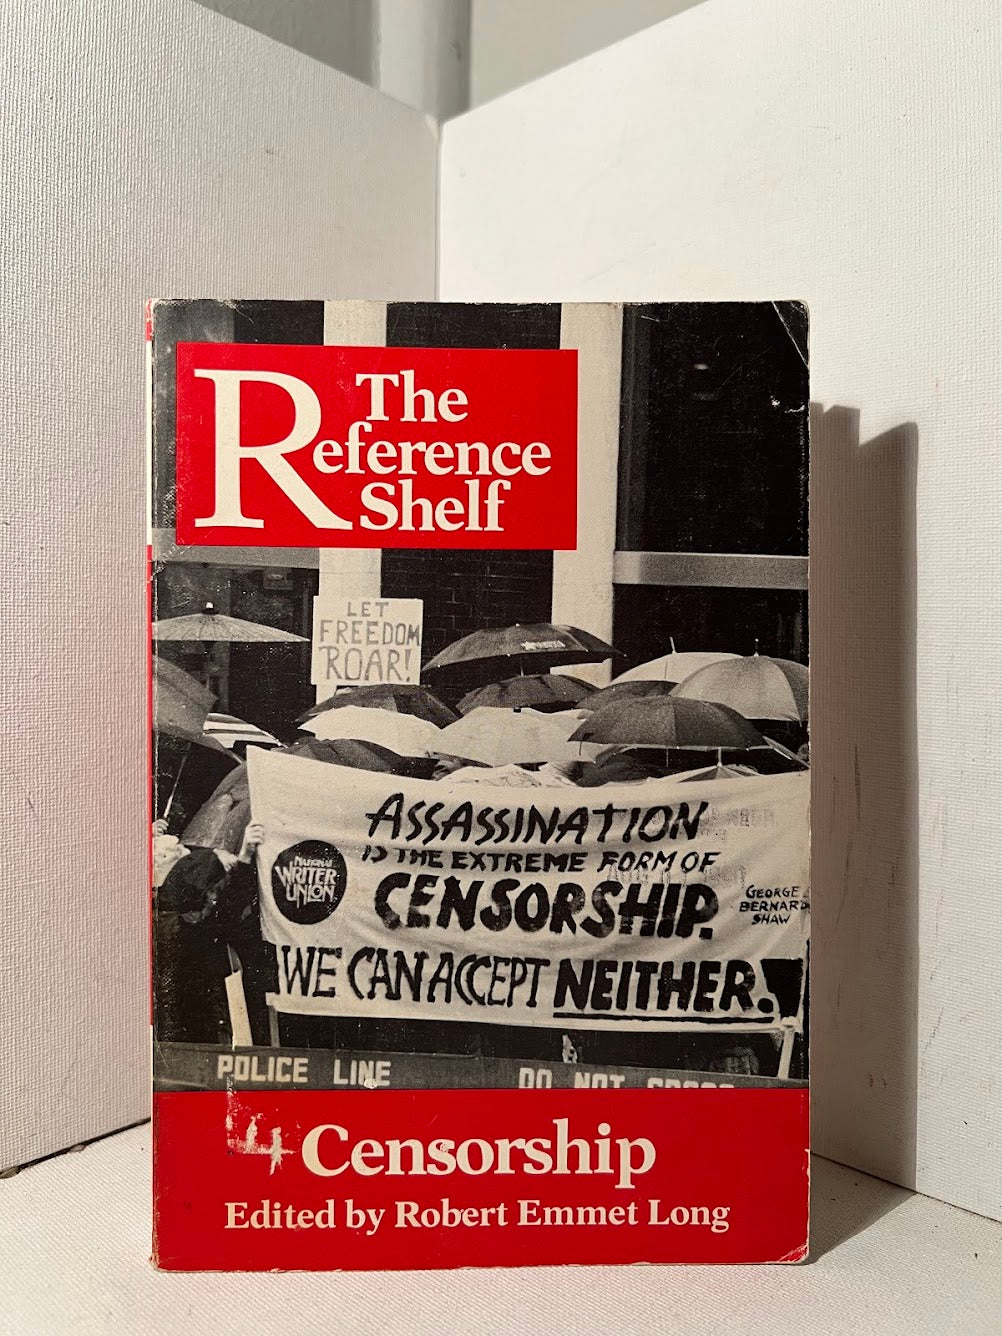 The
Reference
Shelf
LET
FREEDOM
ROAR!
ASSASSINATION
IS THE EXTREME FORM OF
CENSORSHIP.
GEORGE
BERNARD
SHAW
NATIONAL
WRITER
UNION
WE CAN ACCEPT NEITHER.
POLICE LINE
DO NOT
Censorship
Edited by Robert Emmet Long